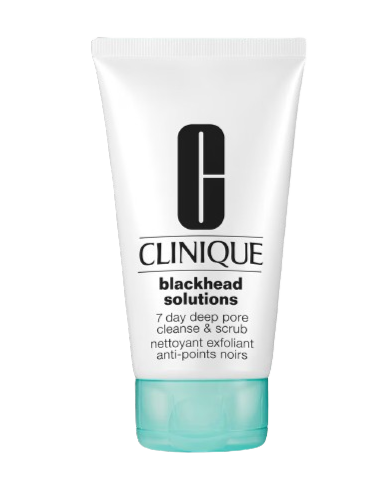 C
CLINIQUE
blackhead
solutions
7 day deep pore
cleanse & scrub
nettoyant exfoliant
anti-points noirs